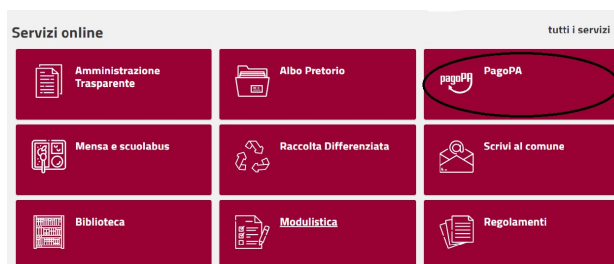 Servizi online
tutti i servizi
Amministrazione
Trasparente
Albo Pretorio
pagoPA
PagoPA
Mensa e scuolabus
Raccolta Differenziata
Scrivi al comune
Biblioteca
Modulistica
Regolamenti